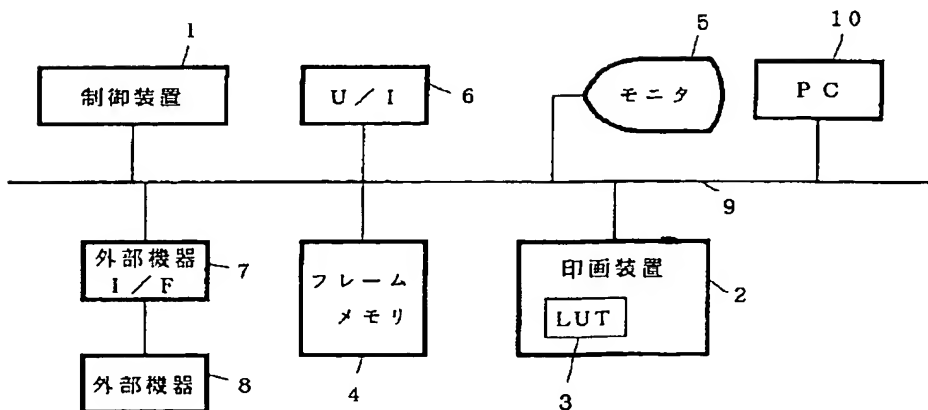 1
5
10
制御装置
U/I
6
モニタ
PC
9
外部機器
I/F
7
フレーム
メモリ
印画装置
2
LUT
外部機器
8
4
3